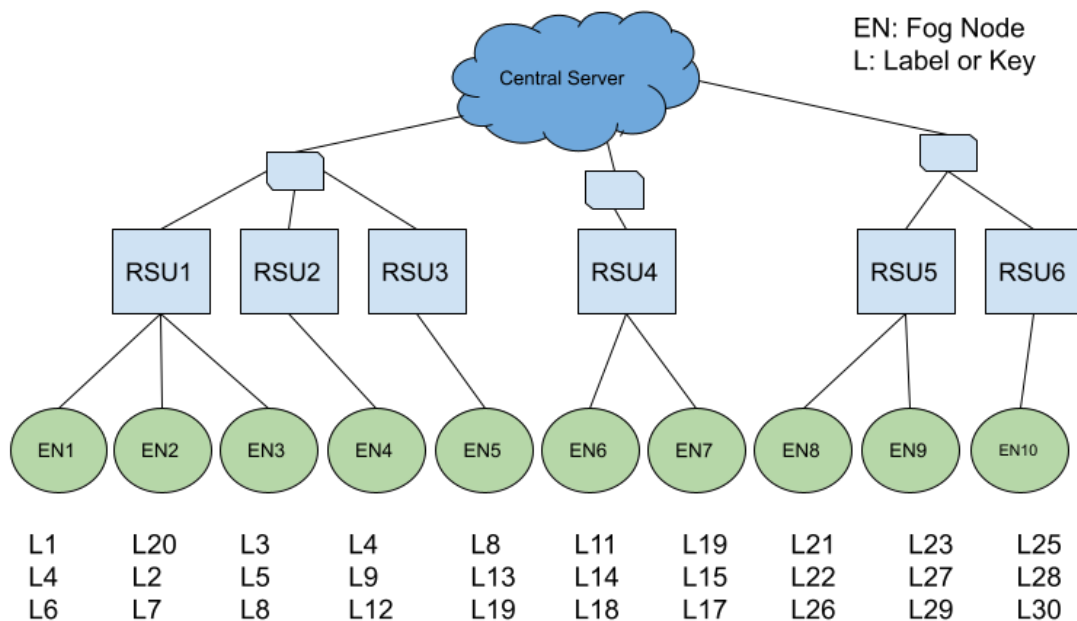 EN: Fog Node
L: Label or Key
Central Server
RSU1 RSU2 RSU3 RSU4 RSU5 RSU6
EN1 EN2 EN3 EN4 EN5 EN6 EN7 EN8 EN9 EN10
L1 L20 L3 L4 L8 L11 L19 L21 L23 L25
L4 L2 L5 L9 L13 L14 L15 L22 L27 L28
L6 L7 L8 L12 L19 L18 L17 L26 L29 L30